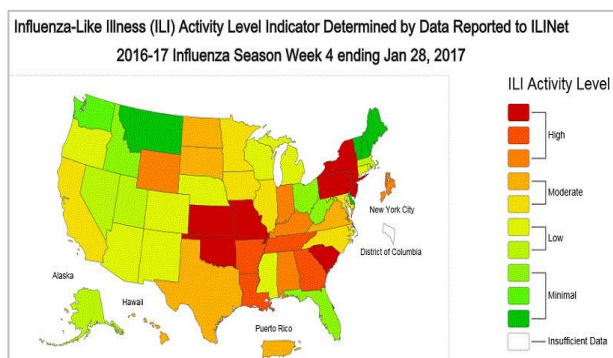 Influenza-Like Illness (ILI) Activity Level Indicator Determined by Data Reported to ILINet
2016-17 Influenza Season Week 4 ending Jan 28, 2017
ILI Activity Level
High
Moderate
Low
Minimal
Insufficient Data
New York City
District of Columbia
Alaska
Hawaii
Puerto Rico